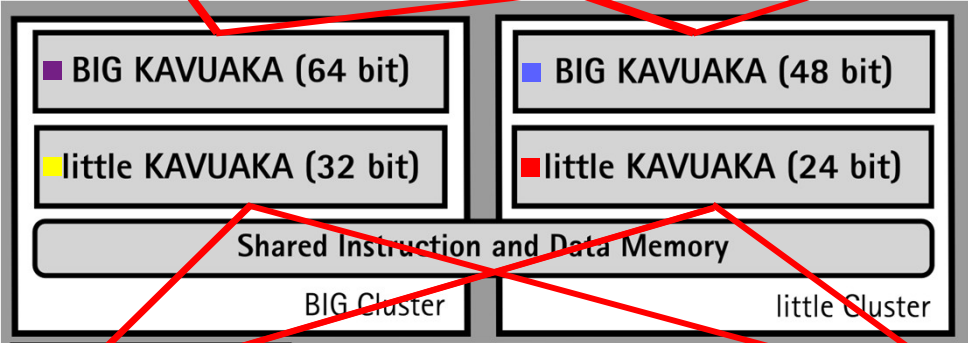 BIG KAVUAKA (64 bit)
BIG KAVUAKA (48 bit)
little KAVUAKA (32 bit)
little KAVUAKA (24 bit)
Shared Instruction and Data Memory
BIG Cluster
little Cluster